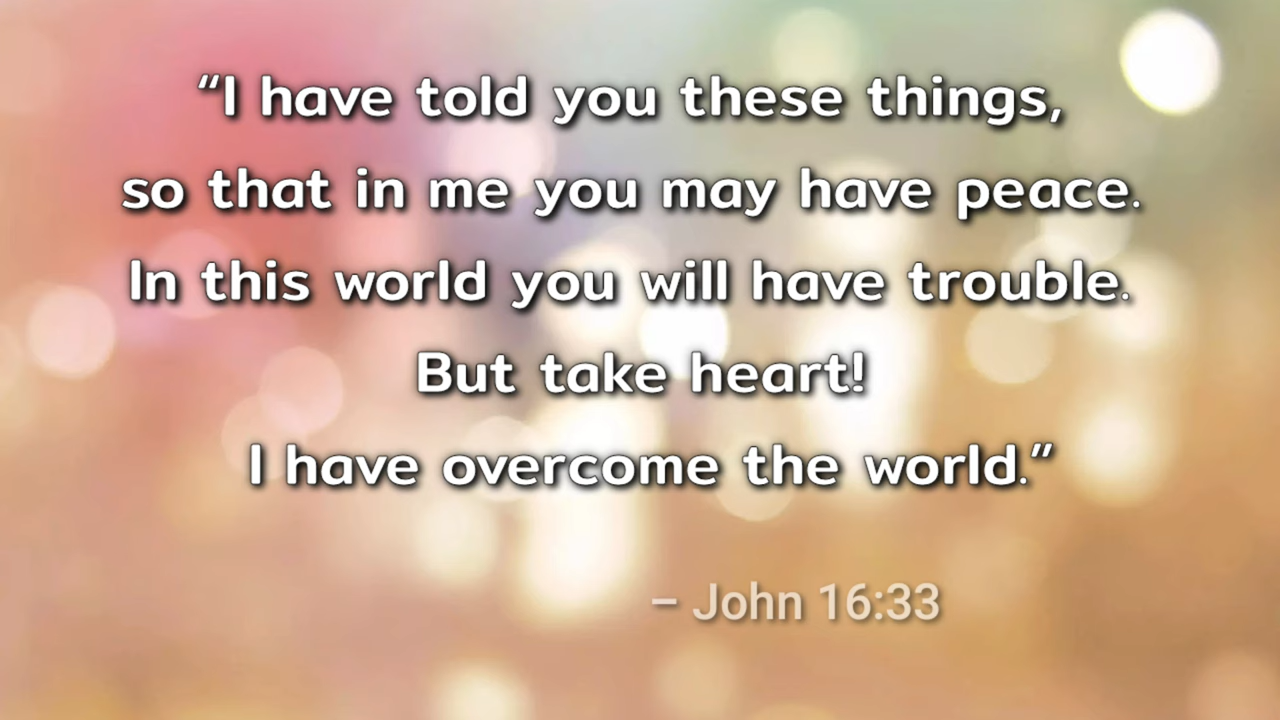 “I have told you these things,
so that in me you may have peace.
In this world you will have trouble.
But take heart!
I have overcome the world.”
– John 16:33